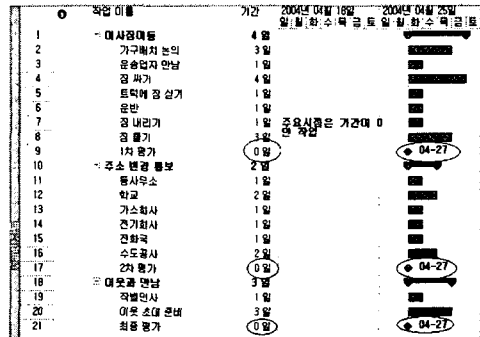 작업 이름 기간 2004년 04월 18일 2004년 04월 25일
일 월 화 수 목 금 토 일 월 화 수 목 금 토
1 이사짐이동 4 일
2 가구배치 논의 3 일
3 운송업자 만남 1 일
4 짐 싸기 4 일
5 트럭에 짐 싣기 1 일
6 운반 1 일
7 짐 내리기 1 일 주요시점은 기간이 0
8 짐 풀기 3 일 인 작업
9 1차 평가 0 일 04-27
10 주소 변경 통보 2 일
11 동사무소 1 일
12 학교 2 일
13 가스회사 1 일
14 전기회사 1 일
15 전화국 1 일
16 수도공사 2 일
17 2차 평가 0 일 04-27
18 이웃과 만남 3 일
19 작별인사 1 일
20 이웃 초대 준비 3 일
21 최종 평가 0 일 04-27